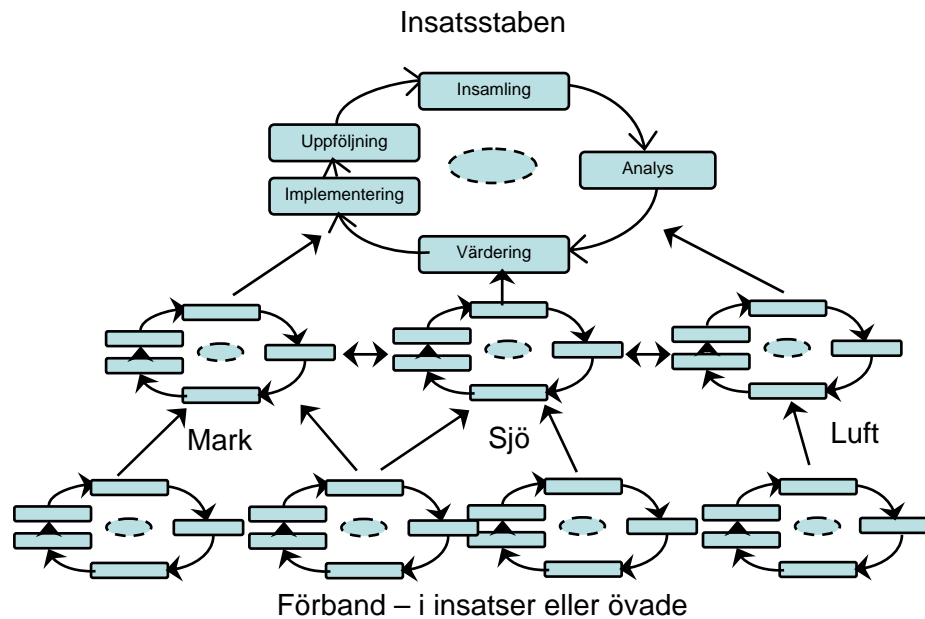 Insatsstaben
Insamling
Uppföljning
Analys
Implementering
Värdering
Mark
Sjö
Luft
Förband – i insatser eller övade